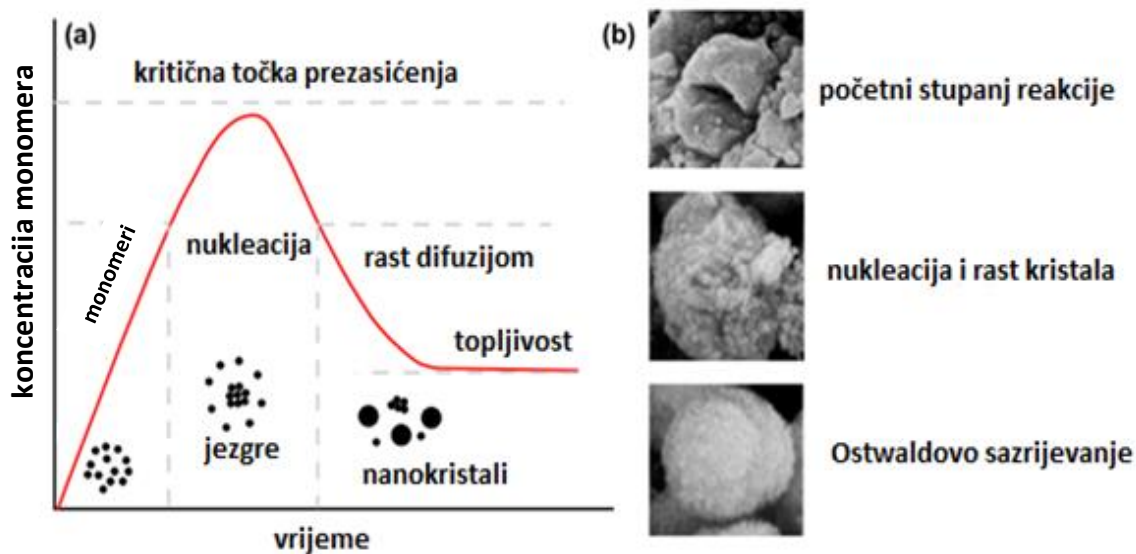 (a)
kritična točka prezasićenja
koncentracija monomera
monomeri
nukleacija
rast difuzijom
topljivost
jezgre
nanokristali
vrijeme
(b)
početni stupanj reakcije
nukleacija i rast kristala
Ostwaldovo sazrijevanje